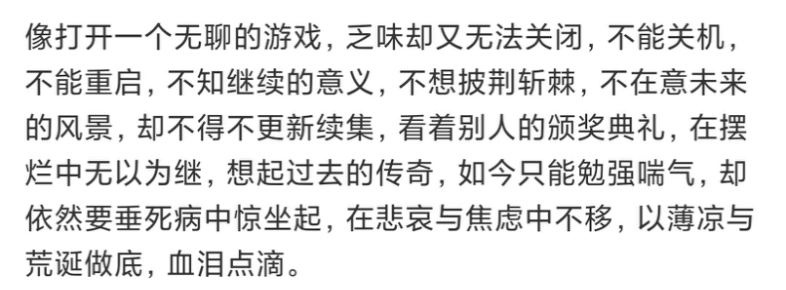 像打开一个无聊的游戏，乏味却又无法关闭，不能关机，
不能重启，不知继续的意义，不想披荆斩棘，不在意未来
的风景，却不得不更新续集，看着别人的颁奖典礼，在摆
烂中无以为继，想起过去的传奇，如今只能勉强喘气，却
依然要垂死病中惊坐起，在悲哀与焦虑中不移，以薄凉与
荒诞做底，血泪点滴。